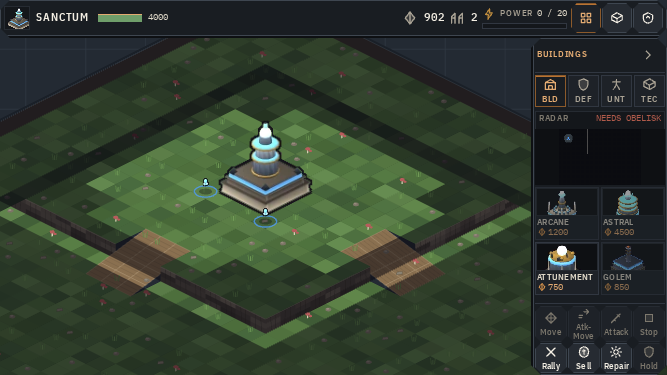 SANCTUM 4000 902 2 POWER 0 / 20
BUILDINGS
BLD DEF UNT TEC
RADAR NEEDS OBELISK
ARCANE ASTRAL
1200 4500
ATTUNEMENT GOLEM
750 850
Move Atk-Move Attack Stop
Rally Sell Repair Hold